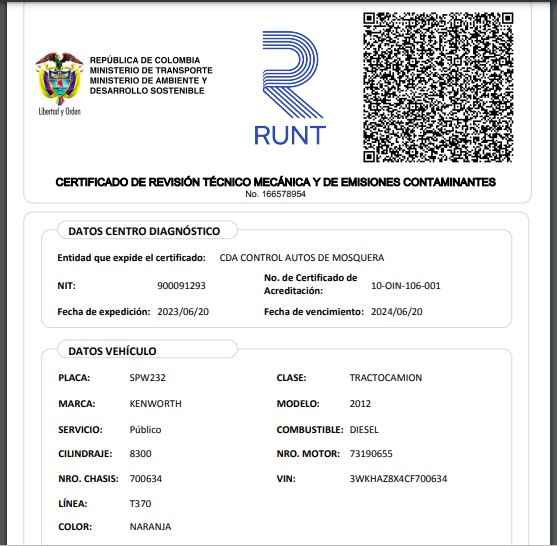 REPÚBLICA DE COLOMBIA
MINISTERIO DE TRANSPORTE
MINISTERIO DE AMBIENTE Y
DESARROLLO SOSTENIBLE
Libertad y Orden
RUNT
CERTIFICADO DE REVISIÓN TÉCNICO MECÁNICA Y DE EMISIONES CONTAMINANTES
No. 166578954
DATOS CENTRO DIAGNÓSTICO
Entidad que expide el certificado: CDA CONTROL AUTOS DE MOSQUERA
NIT: 900091293 No. de Certificado de Acreditación: 10-OIN-106-001
Fecha de expedición: 2023/06/20 Fecha de vencimiento: 2024/06/20
DATOS VEHÍCULO
PLACA: SPW232 CLASE: TRACTOCAMION
MARCA: KENWORTH MODELO: 2012
SERVICIO: Público COMBUSTIBLE: DIESEL
CILINDRAJE: 8300 NRO. MOTOR: 73190655
NRO. CHASIS: 700634 VIN: 3WKHAZ8X4CF700634
LÍNEA: T370
COLOR: NARANJA